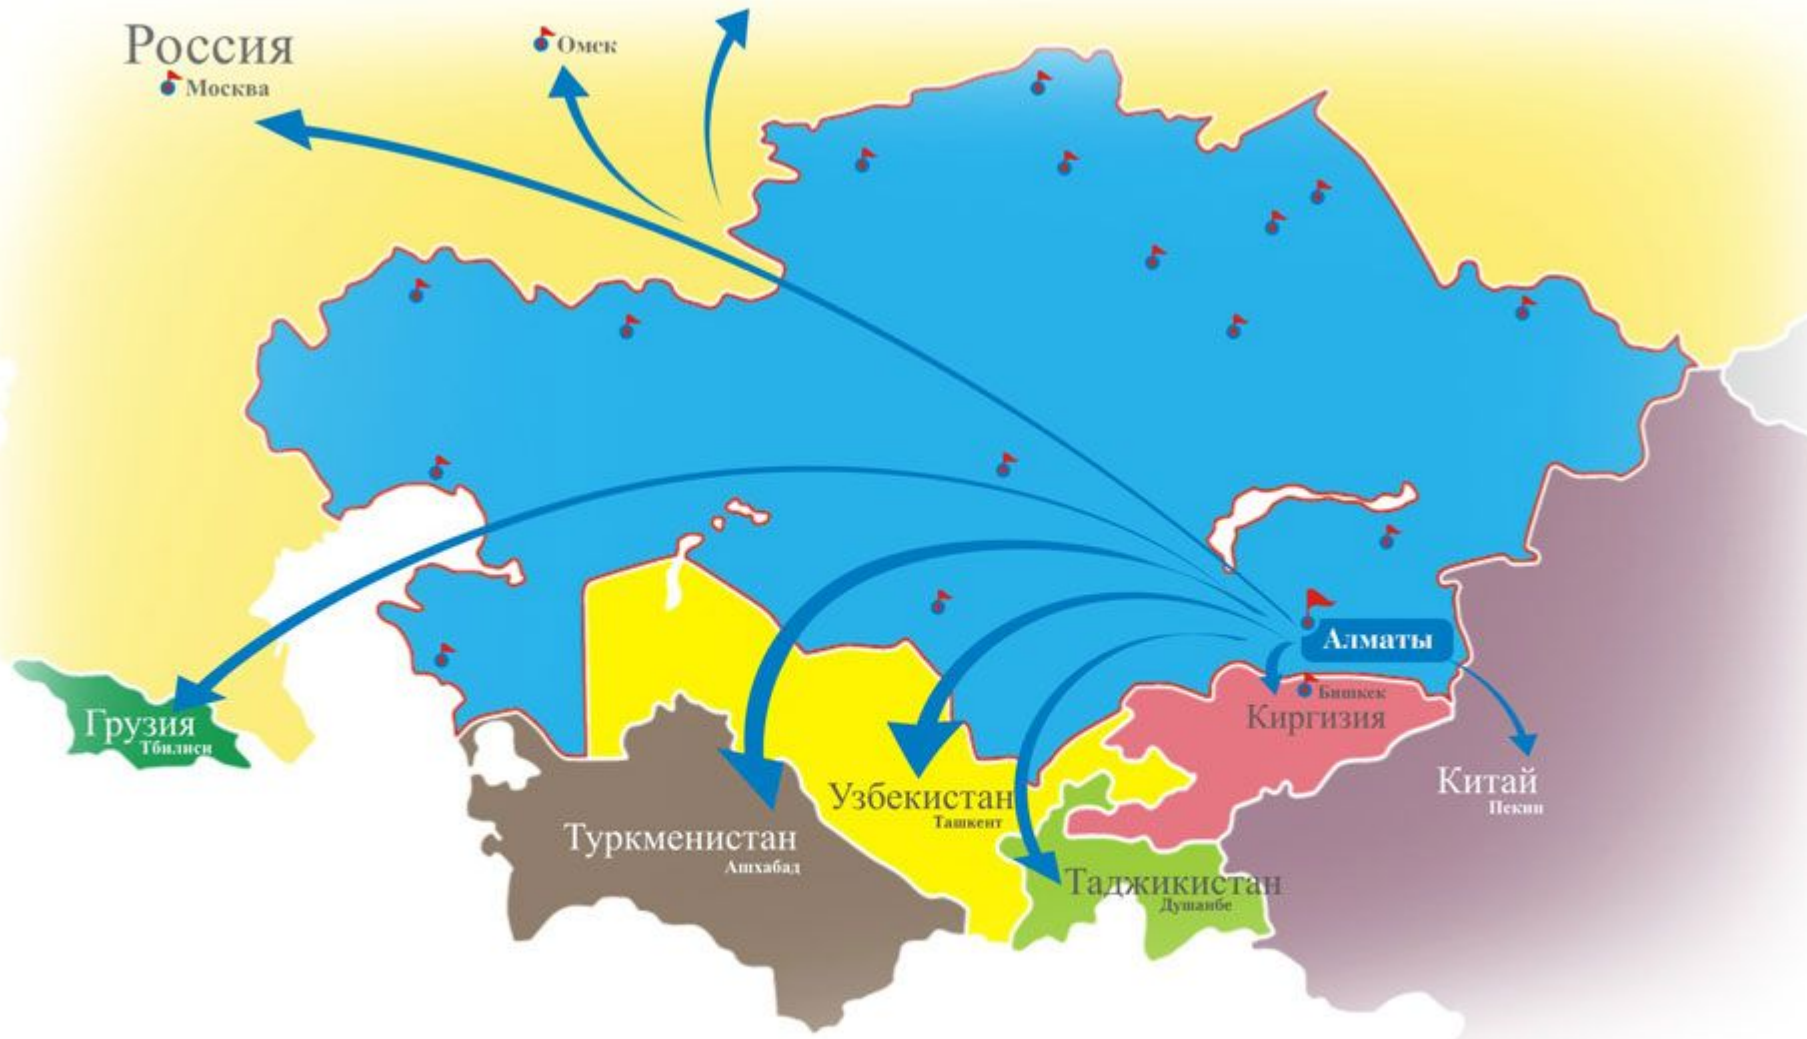 Россия
Москва
Омск
Алматы
Бишкек
Киргизия
Грузия
Тбилиси
Китай
Пекин
Узбекистан
Ташкент
Туркменистан
Ашхабад
Таджикистан
Душанбе